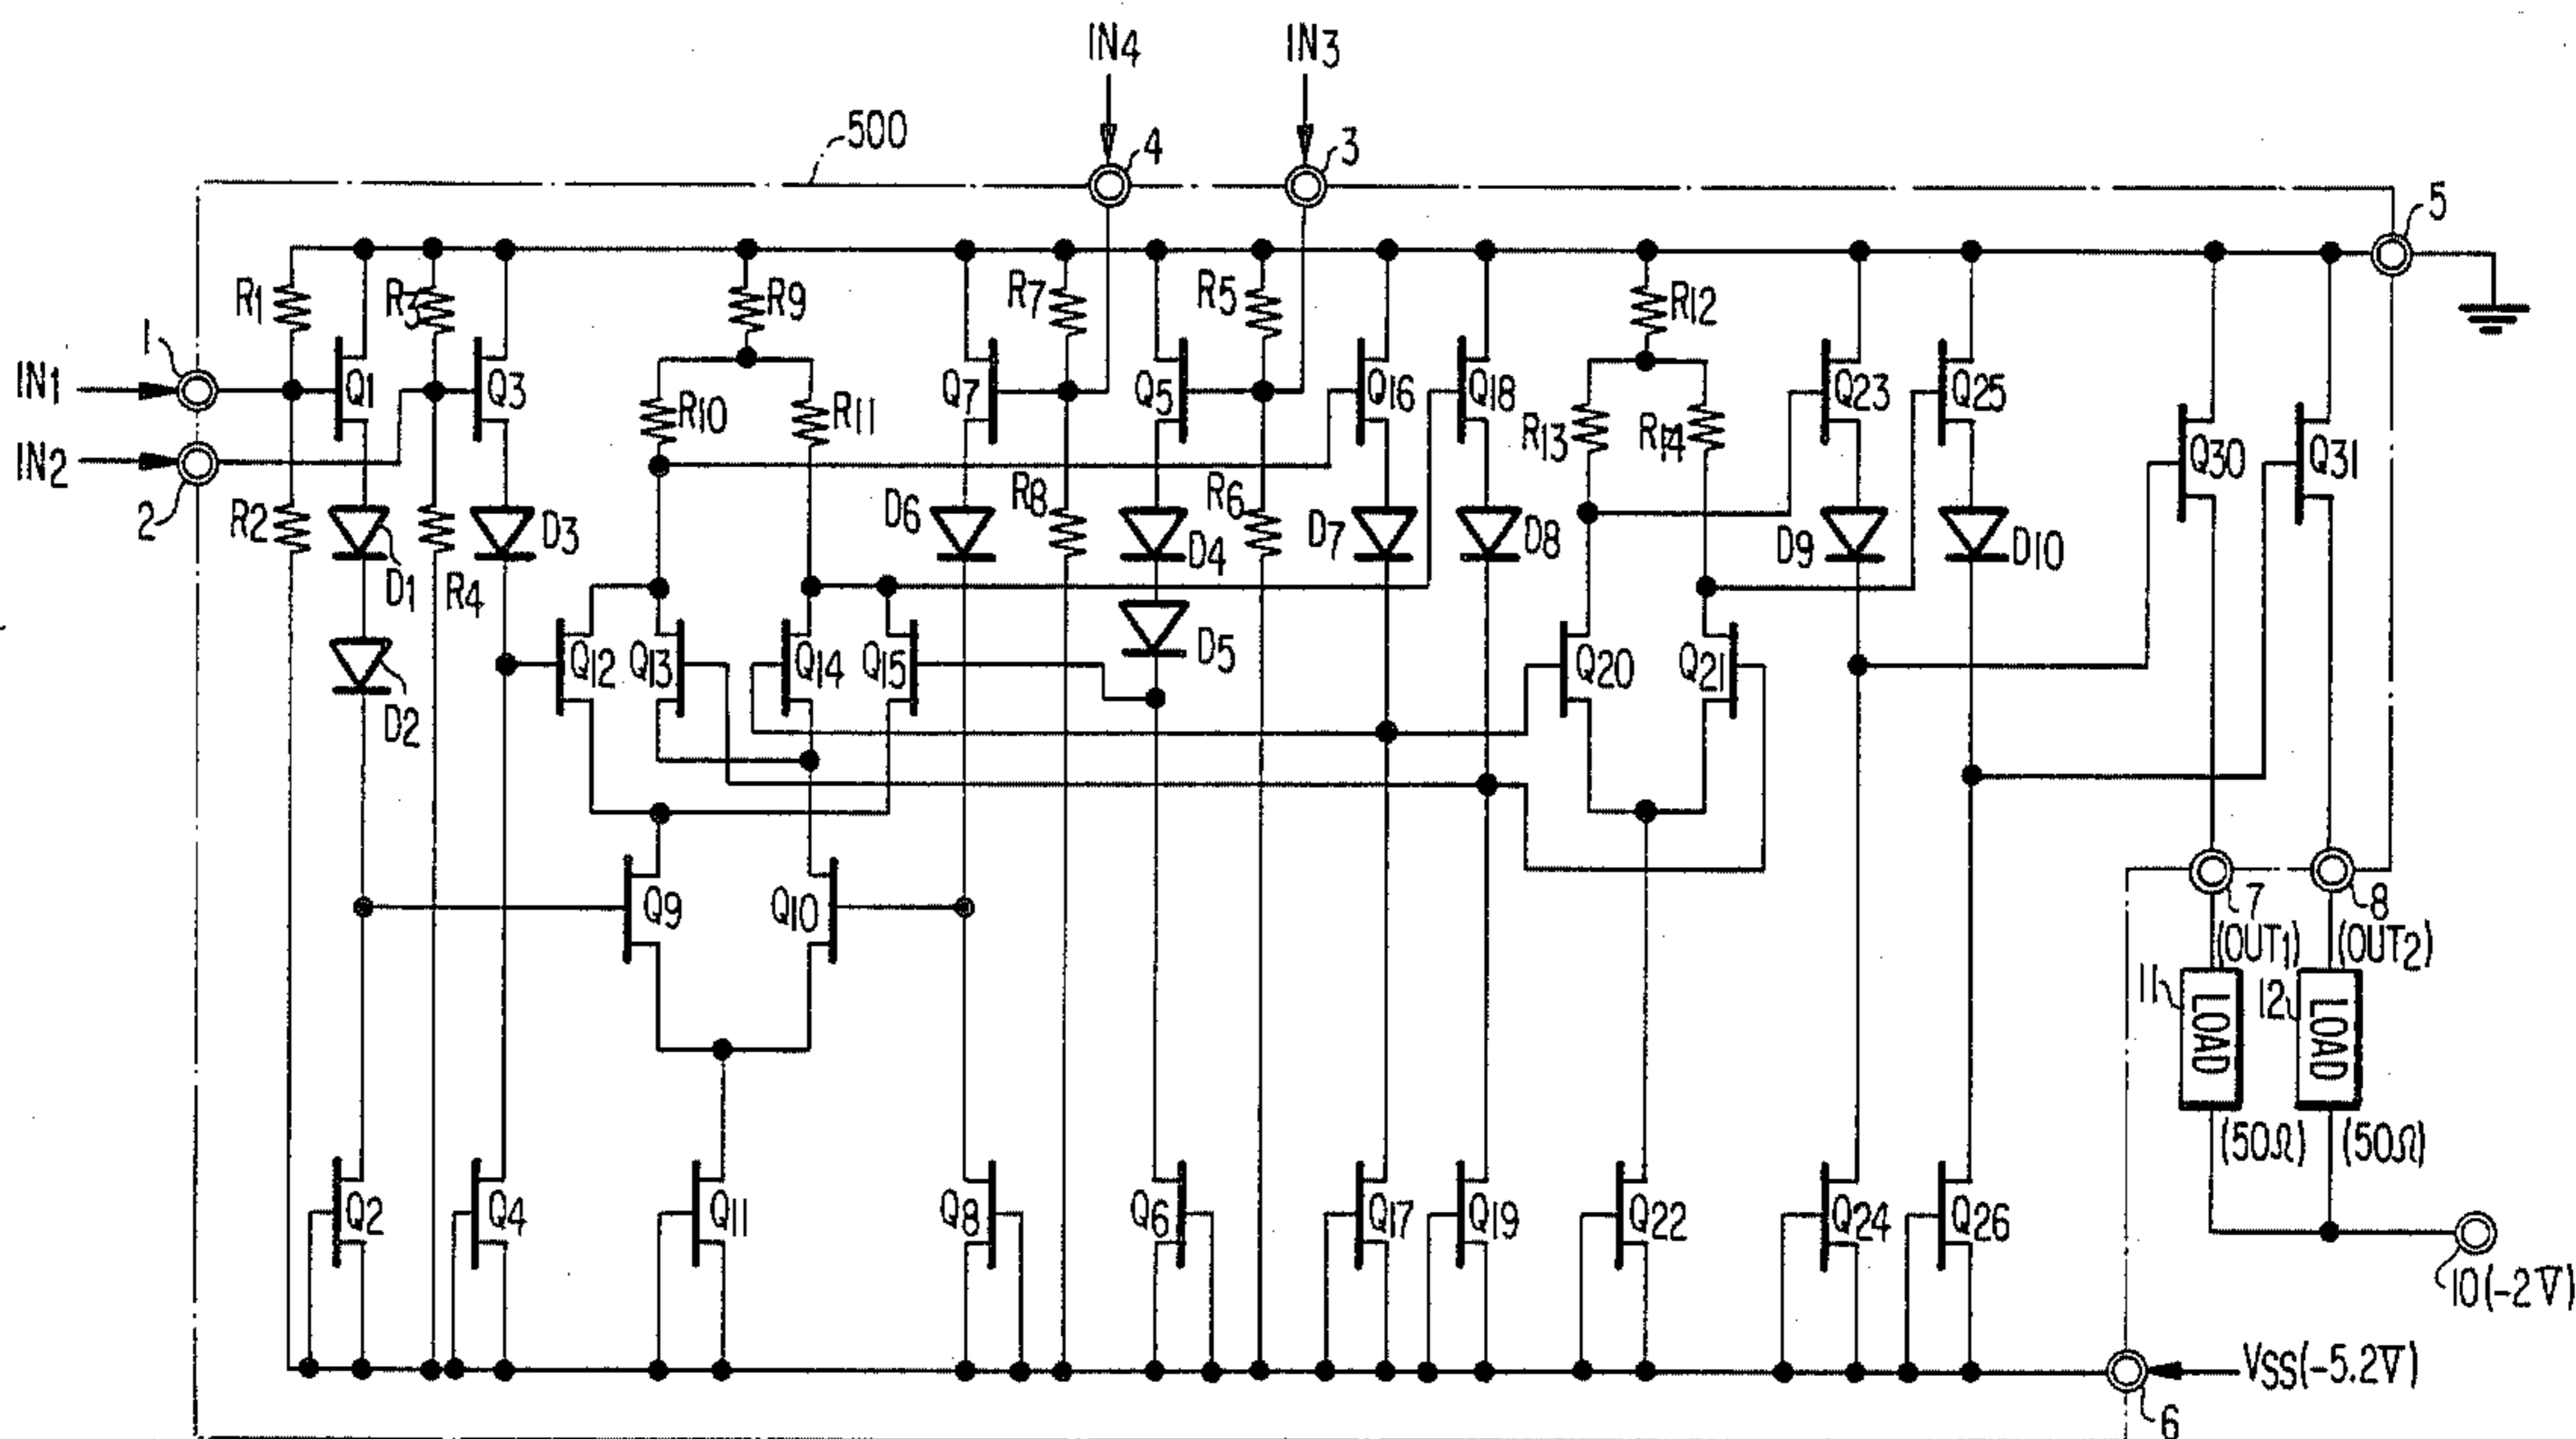 IN4
IN3
500
4
3
5
R1
R3
R9
R7
R5
R12
1
IN1
Q1
Q3
R10
R11
Q7
Q5
Q16
Q18
R13
R14
Q23
Q25
Q30
Q31
IN2
2
R2
D1
R4
D3
D6
R8
D4
R6
D7
D8
D9
D10
D2
Q12
Q13
Q14
Q15
D5
Q20
Q21
Q9
Q10
7
8
(OUT1)
(OUT2)
11
LOAD
12
LOAD
(50Ω)
(50Ω)
Q2
Q4
Q11
Q8
Q6
Q17
Q19
Q22
Q24
Q26
10(-2V)
VSS(-5.2V)
6